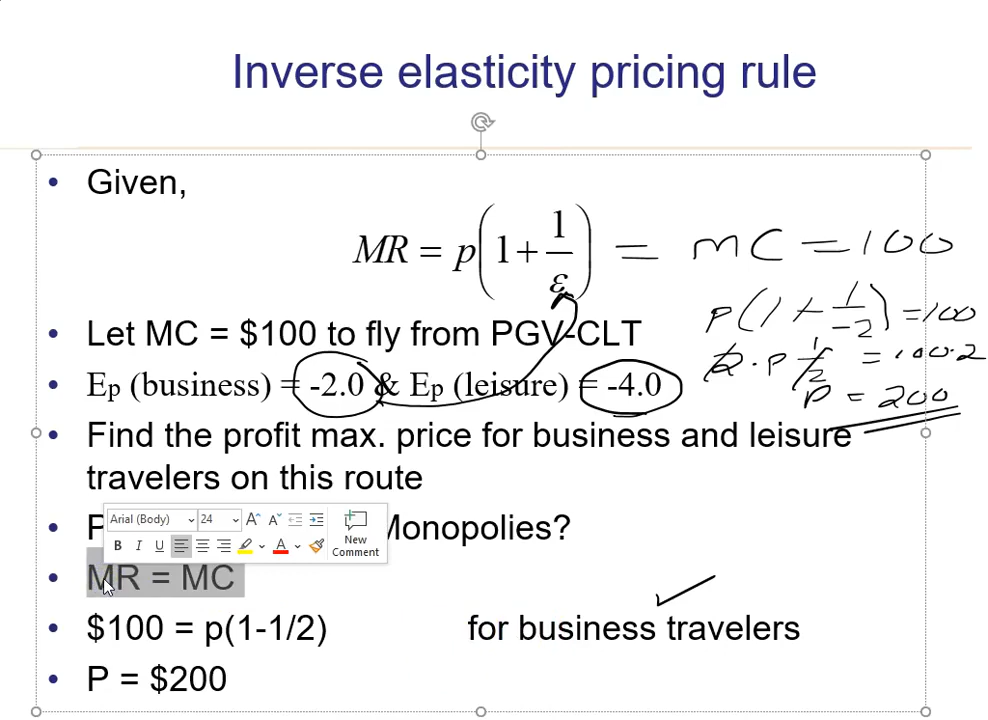 Inverse elasticity pricing rule
• Given,
MR = p(1 + 1/ε) = MC = 100
• Let MC = $100 to fly from PGV-CLT
p(1 + 1/-2) = 100
• Ep (business) = -2.0 & Ep (leisure) = -4.0
2 · p 1/2 = 100 · 2
p = 200
• Find the profit max. price for business and leisure
travelers on this route
Arial (Body) 24 A A
• P Monopolies?
B I U A New
Comment
• MR = MC
• $100 = p(1-1/2) for business travelers
• P = $200